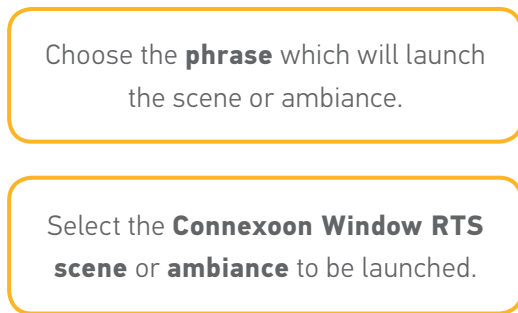 Choose the phrase which will launch
the scene or ambiance.
Select the Connexoon Window RTS
scene or ambiance to be launched.